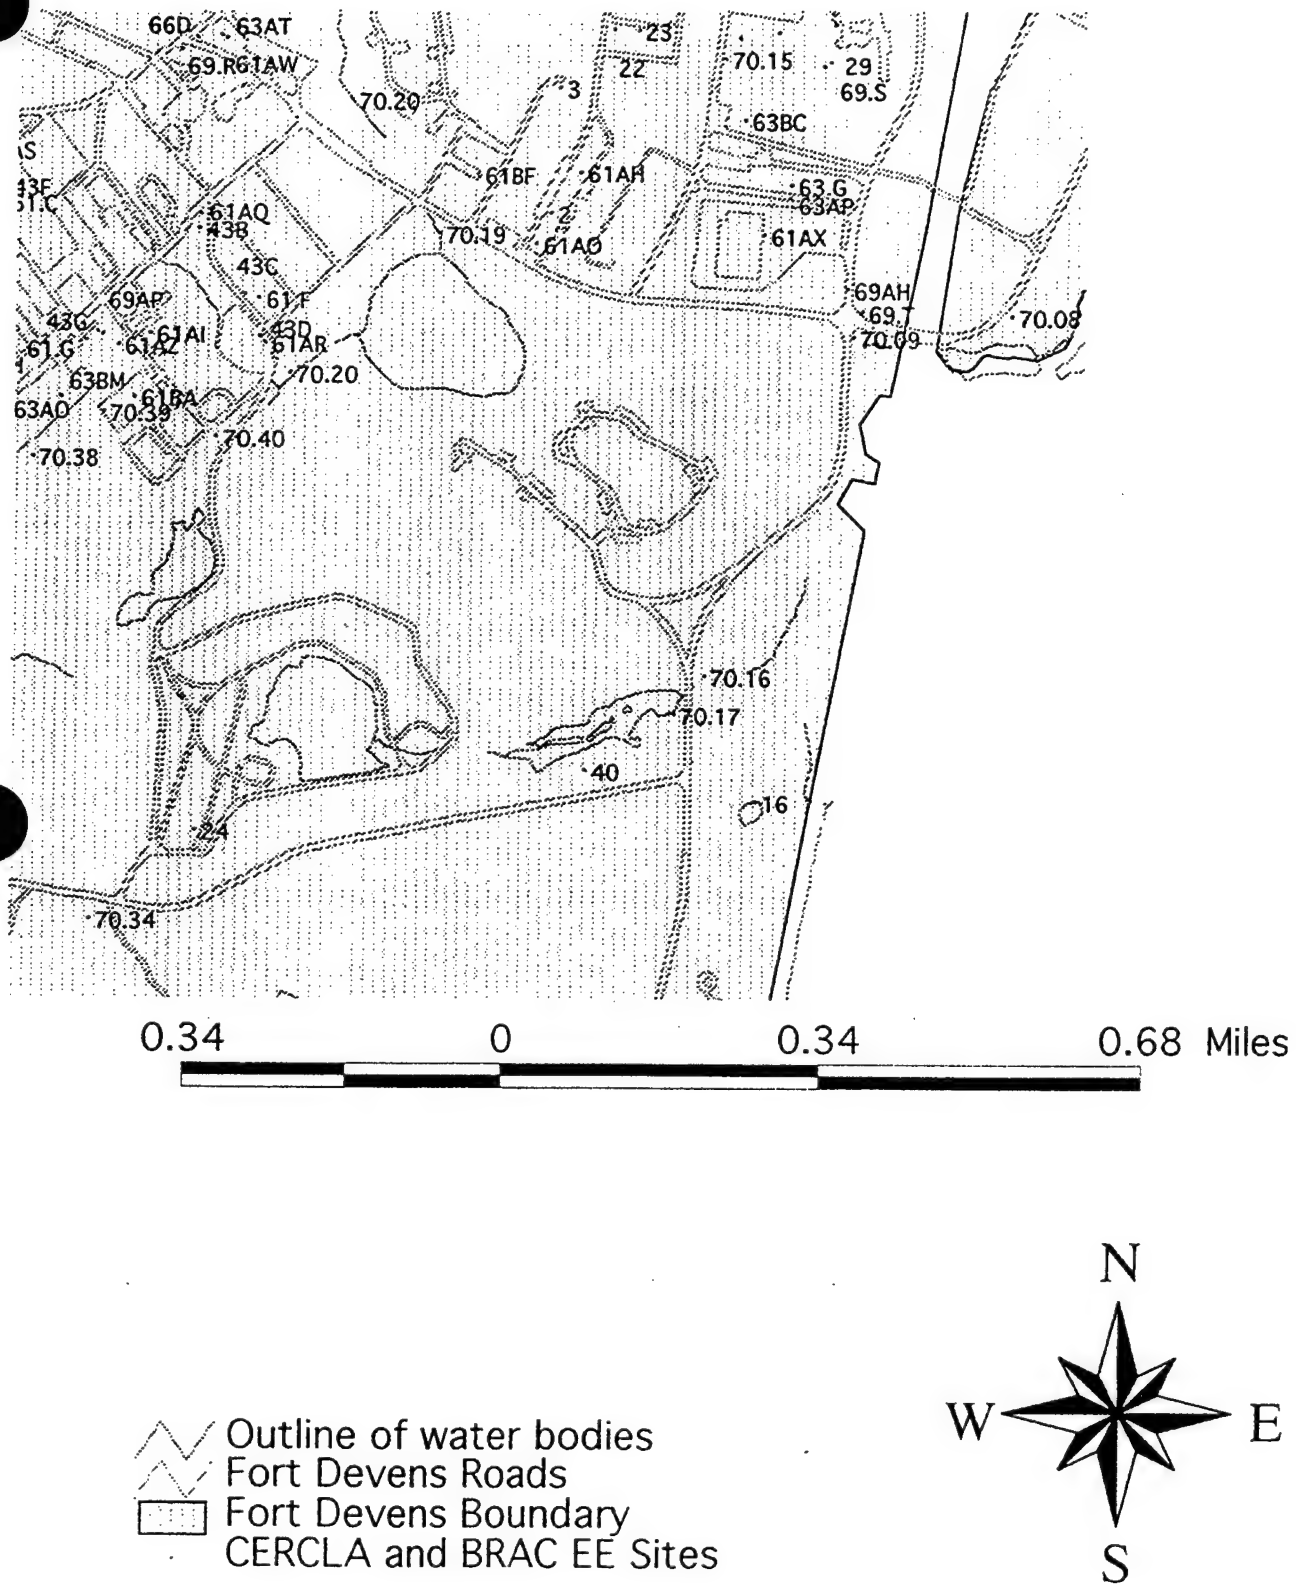 66D 63AT 23
69.R 61AW 22 70.15 29
70.20 3 69.S
63BC
61BF 61AH 63.G
63AP
61AQ 2
43B 70.19 61AO 61AX
43C
69AP 61.F 69AH
43G 43D 69.T 70.08
61.G 61AZ 61AI 61AR 70.09
63BM 70.20
63AO 70.39 61BA
70.40
70.38
70.16
70.17
40
16
24
70.34
0.34 0 0.34 0.68 Miles
N
W E
S
Outline of water bodies
Fort Devens Roads
Fort Devens Boundary
CERCLA and BRAC EE Sites